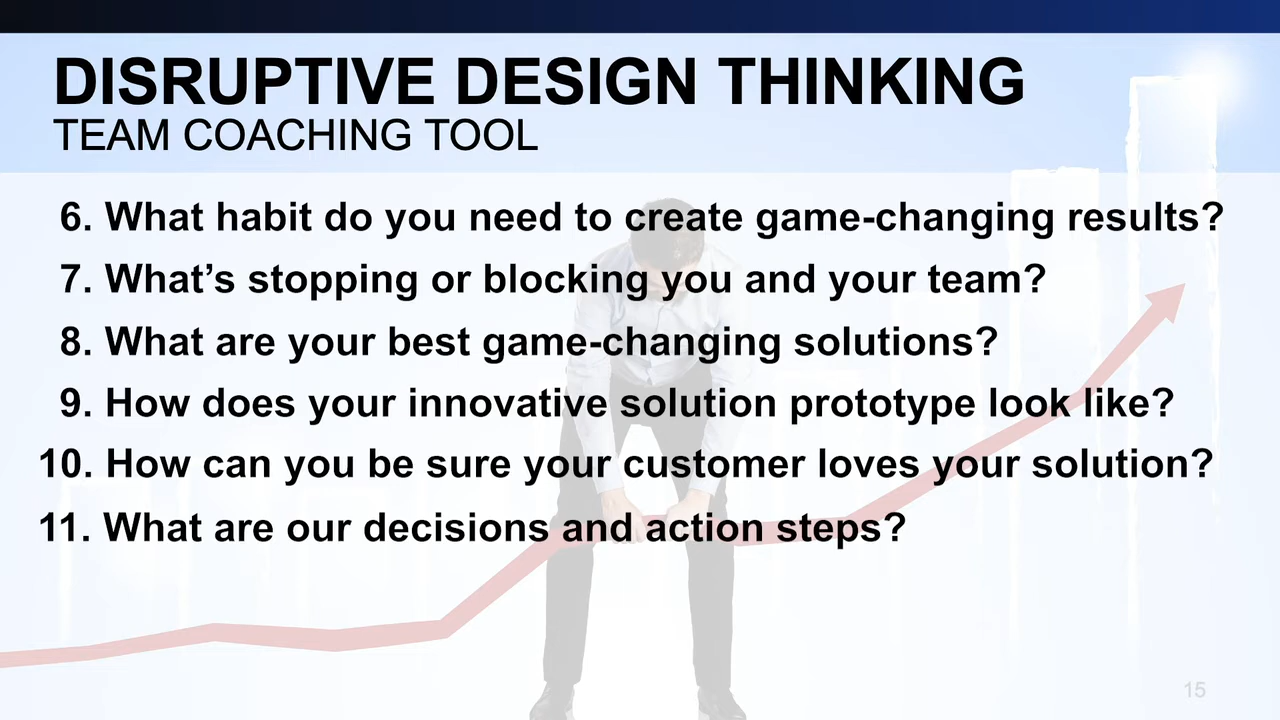 DISRUPTIVE DESIGN THINKING
TEAM COACHING TOOL
6. What habit do you need to create game-changing results?
7. What’s stopping or blocking you and your team?
8. What are your best game-changing solutions?
9. How does your innovative solution prototype look like?
10. How can you be sure your customer loves your solution?
11. What are our decisions and action steps?
15